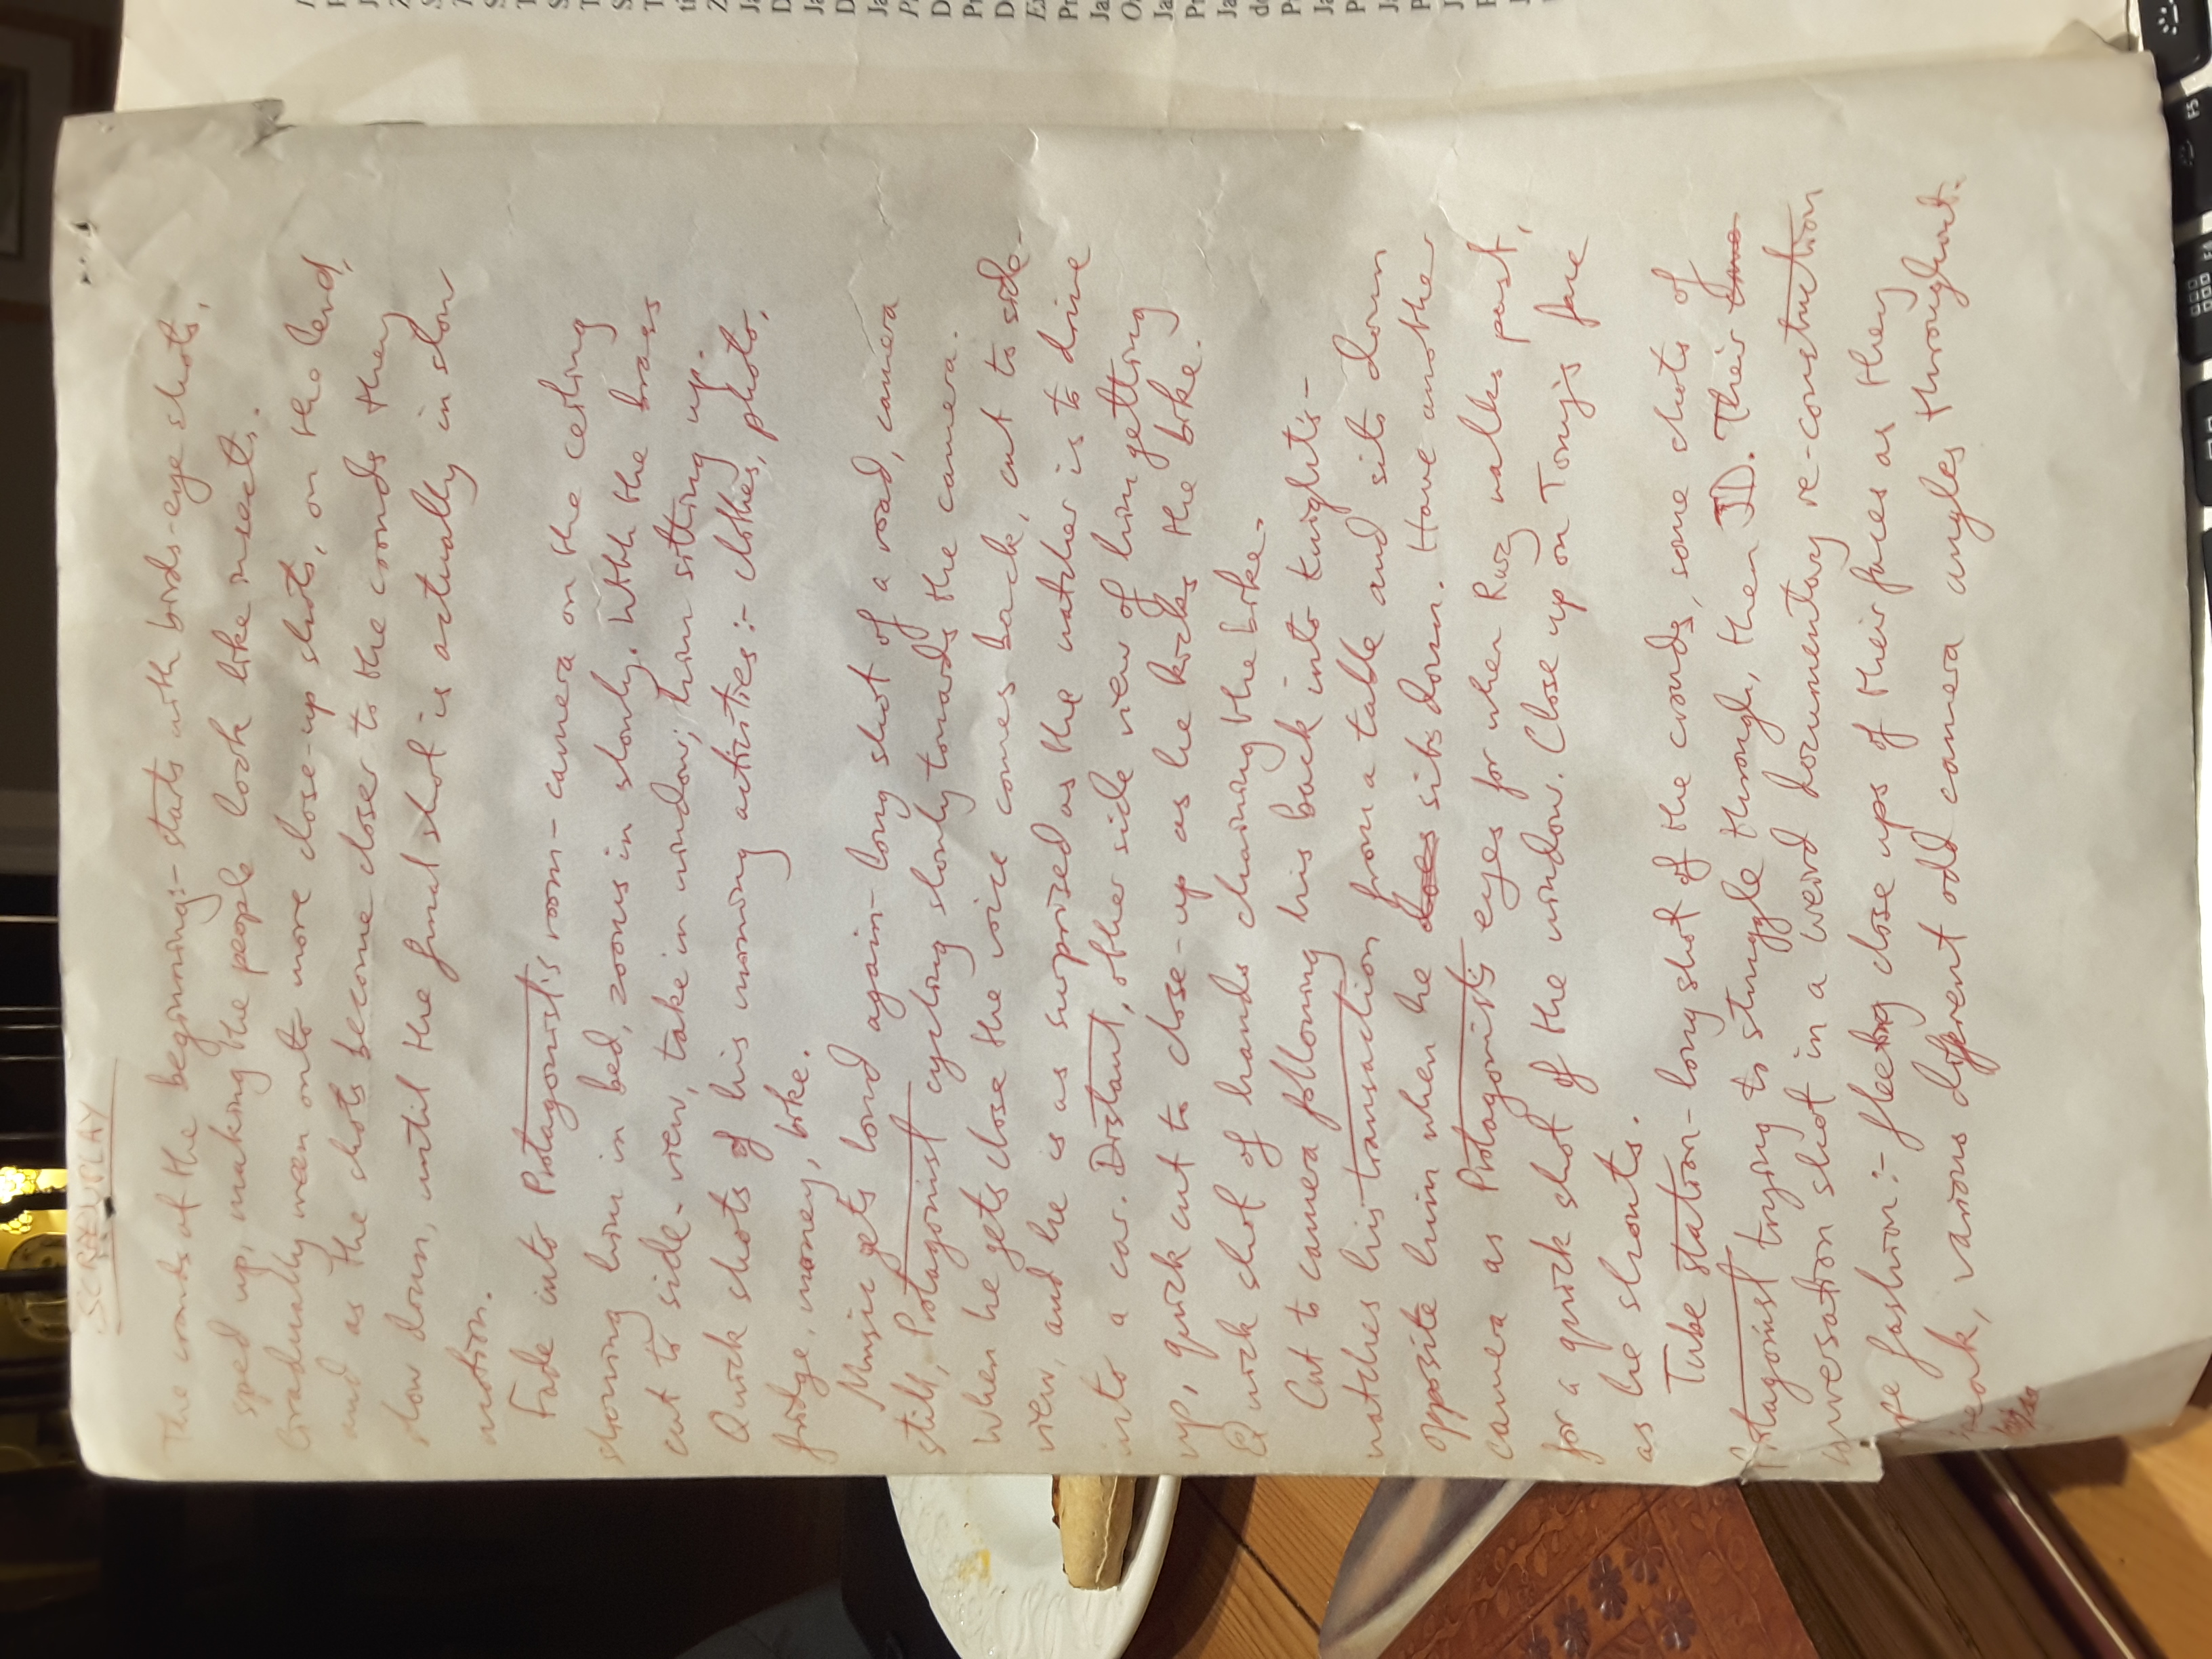 SCREENPLAY
The crowds at the beginning:- starts with birds-eye shots,
sped up, making the people look like insects.
Gradually ween onto more close-up shots, on the level,
and as the shots become closer to the crowds they
slow down, until the final shot is actually in slow
motion.
Fade into Protagonist's room - camera on the ceiling
showing him in bed, zooms in slowly. With the brass
cut to side-view, take in window; him sitting up.
Quick shots of his morning activities:- clothes, photo,
fridge, money, bike.
Music gets loud again - long shot of a road, camera
still, Protagonist cycling slowly towards the camera.
When he gets close the voice comes back, cut to side-
view, and he is as surprised as the watcher is to drive
into a car. Distant, other side view of him getting
up, quick cut to close-up as he kicks the bike.
Quick shot of hands chaining the bike.
Cut to camera following his back into Knight's -
watches his transaction from a table and sits down
opposite him when he does sits down. Have another
camera as Protagonist's eyes for when Roz walks past,
for a quick shot of the window. Close up on Tony's face
as he shouts.
Tube station - long shot of the crowds, some shots of
Protagonist trying to struggle through, then JD. Their
conversation shot in a weird documentary re-constuction
type fashion:- fleeting close ups of their faces as they
speak, various different odd camera angles throughout.
F5
F4